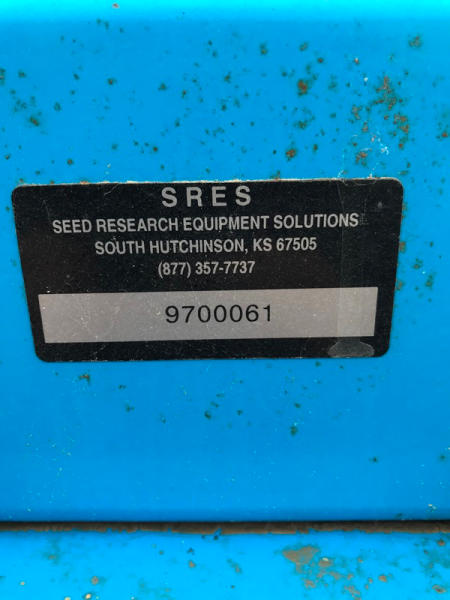 SRES
SEED RESEARCH EQUIPMENT SOLUTIONS
SOUTH HUTCHINSON, KS 67505
(877) 357-7737
9700061